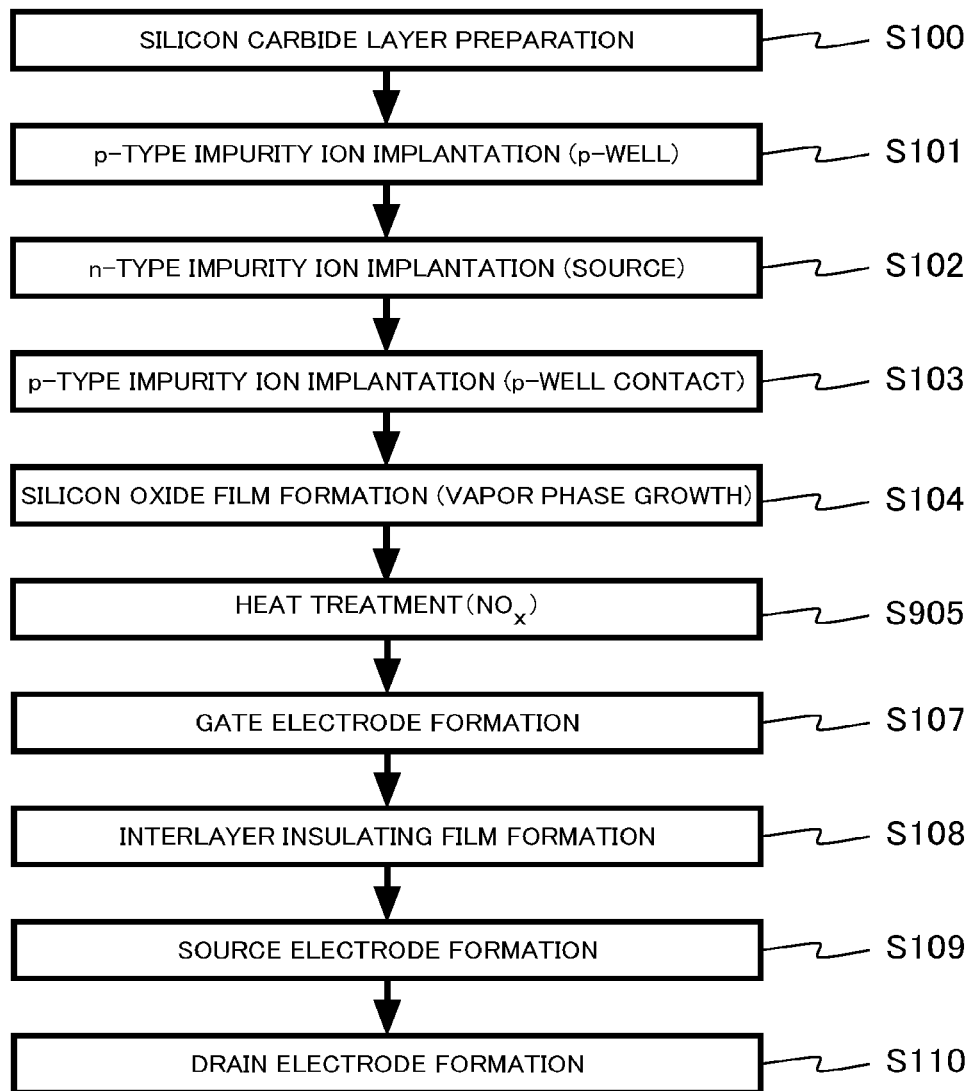 SILICON CARBIDE LAYER PREPARATION S100
p-TYPE IMPURITY ION IMPLANTATION (p-WELL) S101
n-TYPE IMPURITY ION IMPLANTATION (SOURCE) S102
p-TYPE IMPURITY ION IMPLANTATION (p-WELL CONTACT) S103
SILICON OXIDE FILM FORMATION (VAPOR PHASE GROWTH) S104
HEAT TREATMENT (NOx) S905
GATE ELECTRODE FORMATION S107
INTERLAYER INSULATING FILM FORMATION S108
SOURCE ELECTRODE FORMATION S109
DRAIN ELECTRODE FORMATION S110